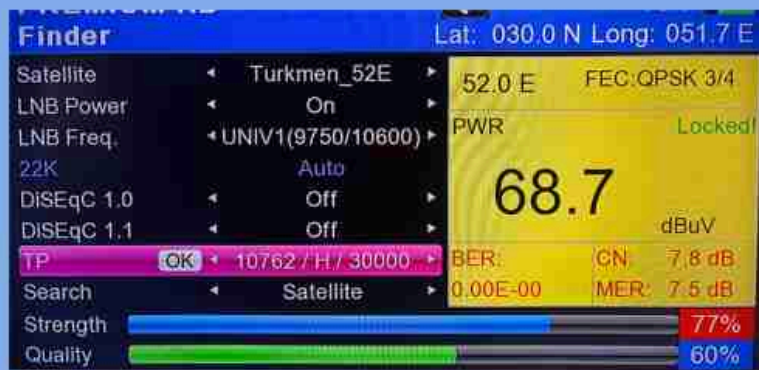 Finder
Lat: 030.0 N Long: 051.7 E
Satellite Turkmen_52E
LNB Power On
LNB Freq. UNIV1(9750/10600)
22K Auto
DiSEqC 1.0 Off
DiSEqC 1.1 Off
TP OK 10762 / H / 30000
Search Satellite
52.0 E FEC:QPSK 3/4
PWR Locked!
68.7
dBuV
BER: CN: 7.8 dB
0.00E-00 MER: 7.5 dB
Strength 77%
Quality 60%